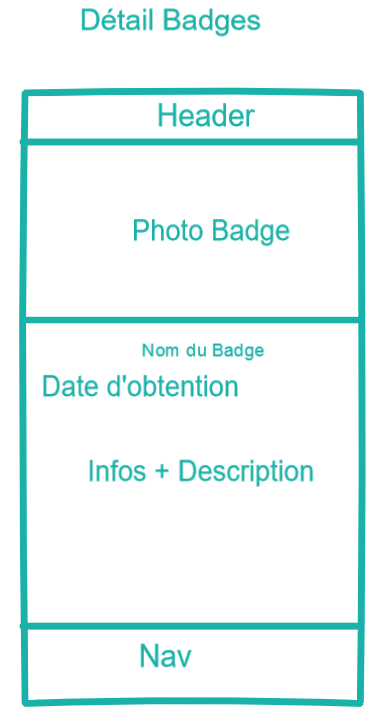 Détail Badges
Header
Photo Badge
Nom du Badge
Date d'obtention
Infos + Description
Nav